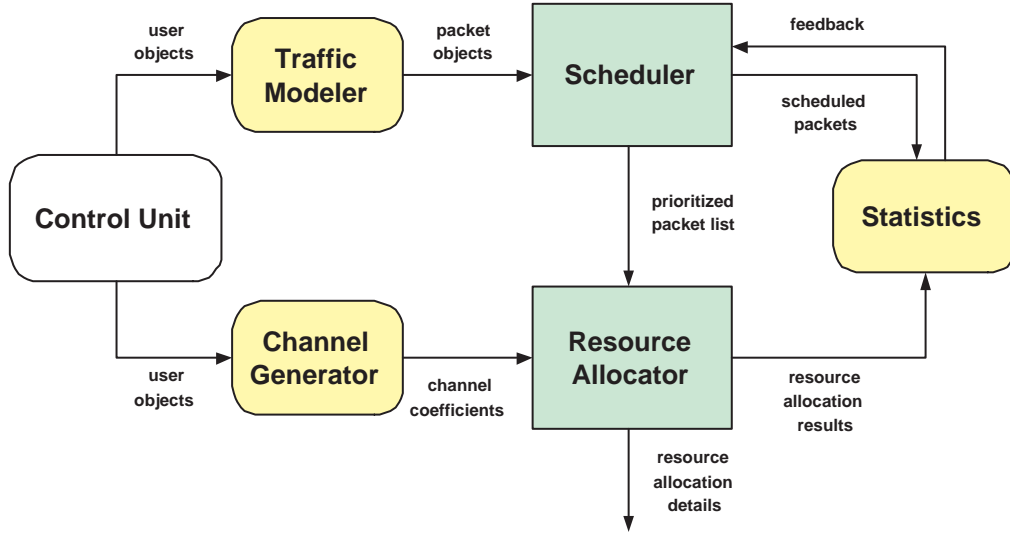 user
objects
Traffic
Modeler
packet
objects
Scheduler
feedback
scheduled
packets
Control Unit
prioritized
packet list
Statistics
user
objects
Channel
Generator
channel
coefficients
Resource
Allocator
resource
allocation
results
resource
allocation
details